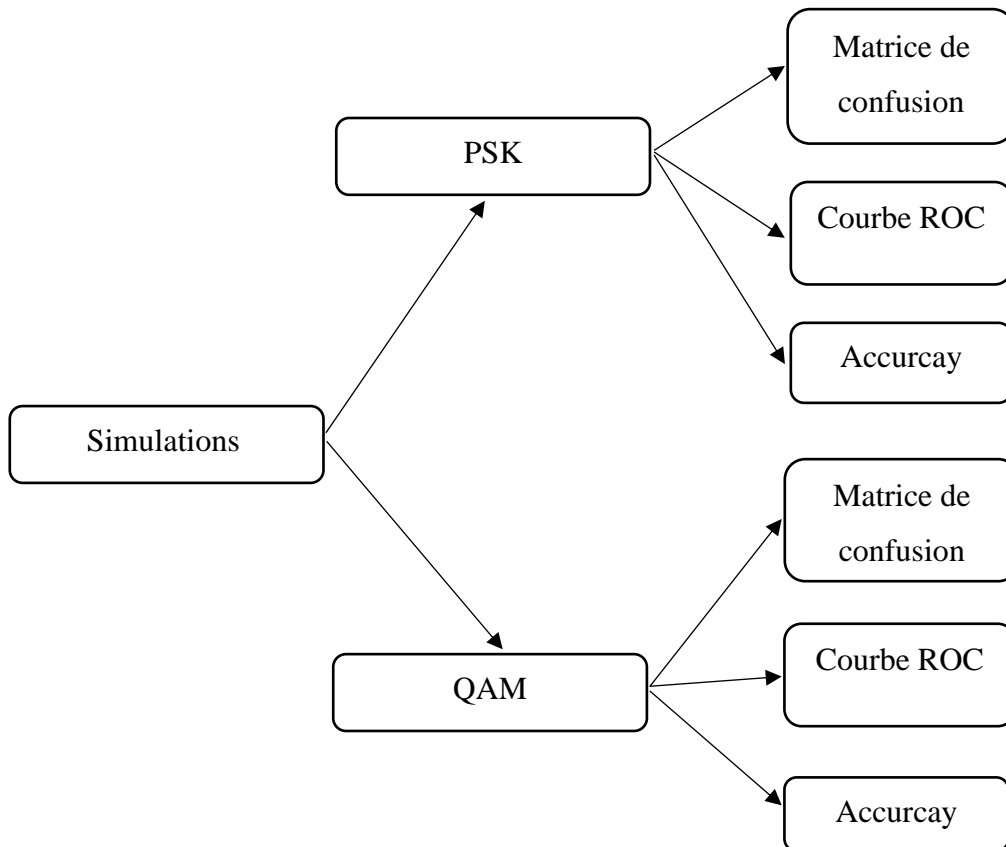 Matrice de
confusion
PSK
Courbe ROC
Accurcay
Simulations
Matrice de
confusion
Courbe ROC
QAM
Accurcay